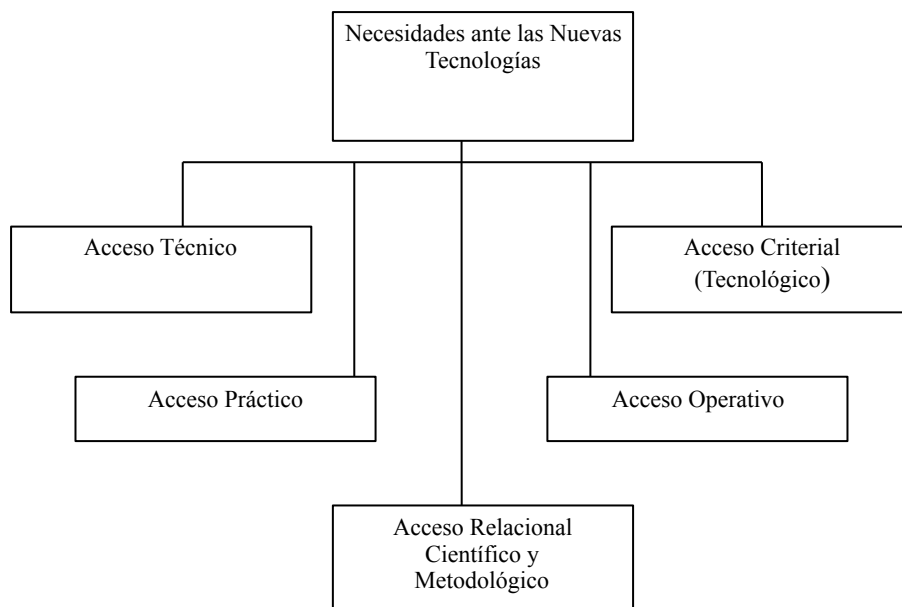 Necesidades ante las Nuevas
Tecnologías
Acceso Técnico
Acceso Criterial
(Tecnológico)
Acceso Práctico
Acceso Operativo
Acceso Relacional
Científico y
Metodológico